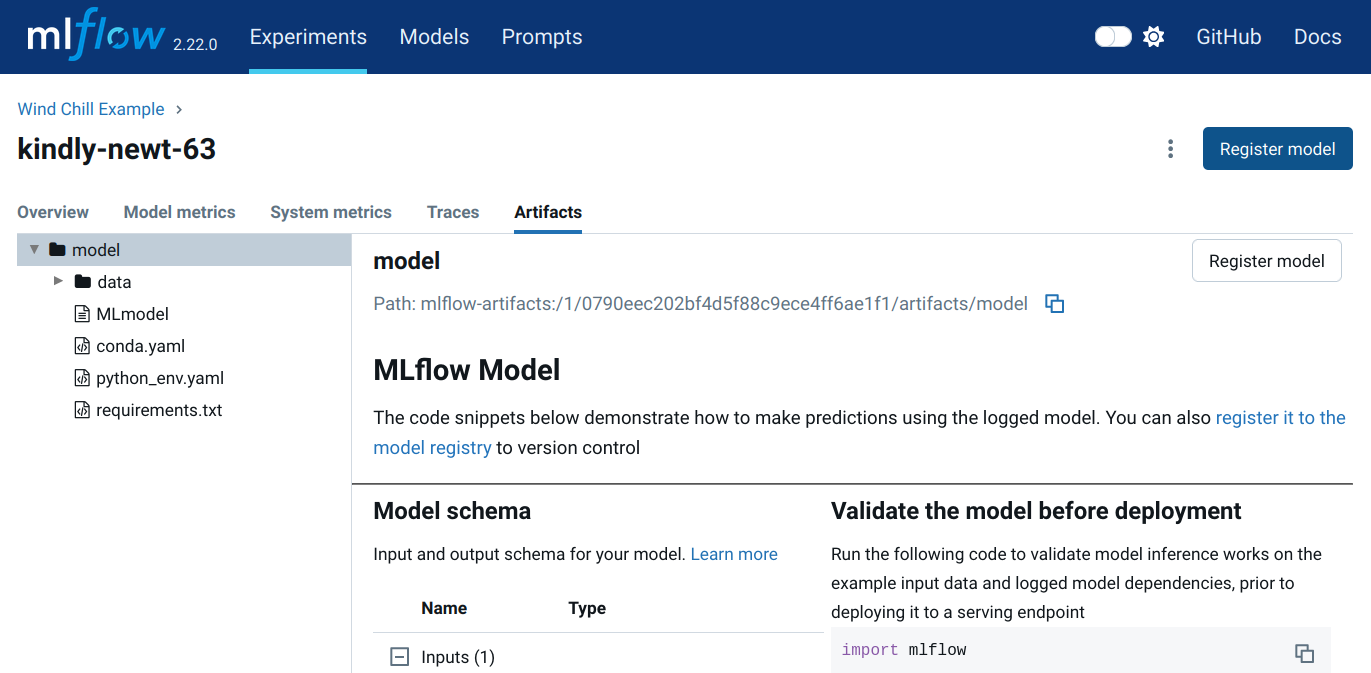 mlflow 2.22.0 Experiments Models Prompts GitHub Docs
Wind Chill Example
kindly-newt-63
Register model
Overview Model metrics System metrics Traces Artifacts
model
data
MLmodel
conda.yaml
python_env.yaml
requirements.txt
model
Register model
Path: mlflow-artifacts:/1/0790eec202bf4d5f88c9ece4ff6ae1f1/artifacts/model
MLflow Model
The code snippets below demonstrate how to make predictions using the logged model. You can also register it to the
model registry to version control
Model schema
Input and output schema for your model. Learn more
Name Type
Inputs (1)
Validate the model before deployment
Run the following code to validate model inference works on the
example input data and logged model dependencies, prior to
deploying it to a serving endpoint
import mlflow